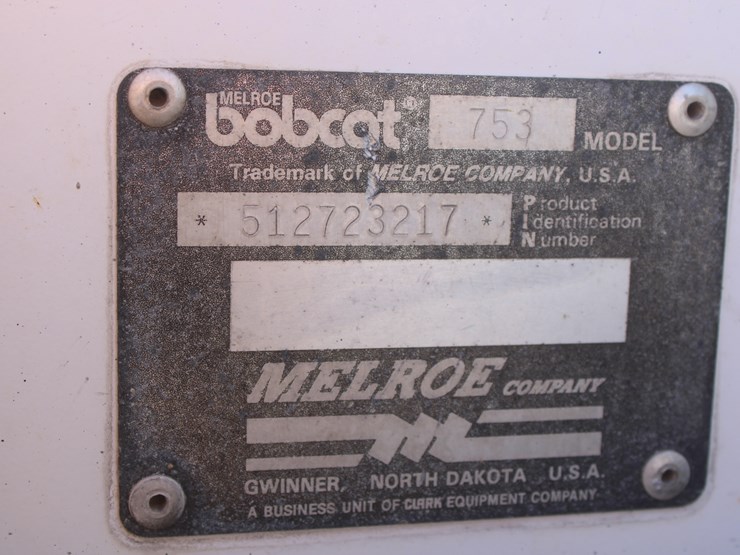 MELROE
bobcat® 753 MODEL
Trademark of MELROE COMPANY, U.S.A.
* 512723217 * Product Identification Number
MELROE COMPANY
GWINNER, NORTH DAKOTA U.S.A.
A BUSINESS UNIT OF CLARK EQUIPMENT COMPANY